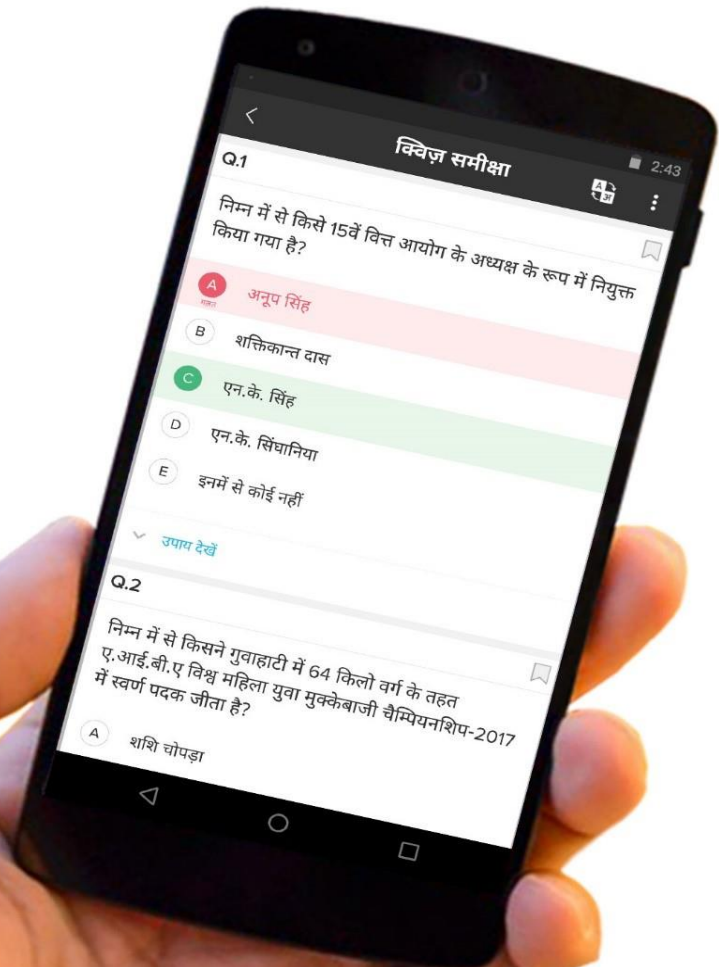 2:43
क्विज़ समीक्षा
Q.1
निम्न में से किसे 15वें वित्त आयोग के अध्यक्ष के रूप में नियुक्त
किया गया है?
A अनूप सिंह
गलत
B शक्तिकान्त दास
C एन.के. सिंह
D एन.के. सिंघानिया
E इनमें से कोई नहीं
उपाय देखें
Q.2
निम्न में से किसने गुवाहाटी में 64 किलो वर्ग के तहत
ए.आई.बी.ए विश्व महिला युवा मुक्केबाजी चैम्पियनशिप-2017
में स्वर्ण पदक जीता है?
A शशि चोपड़ा